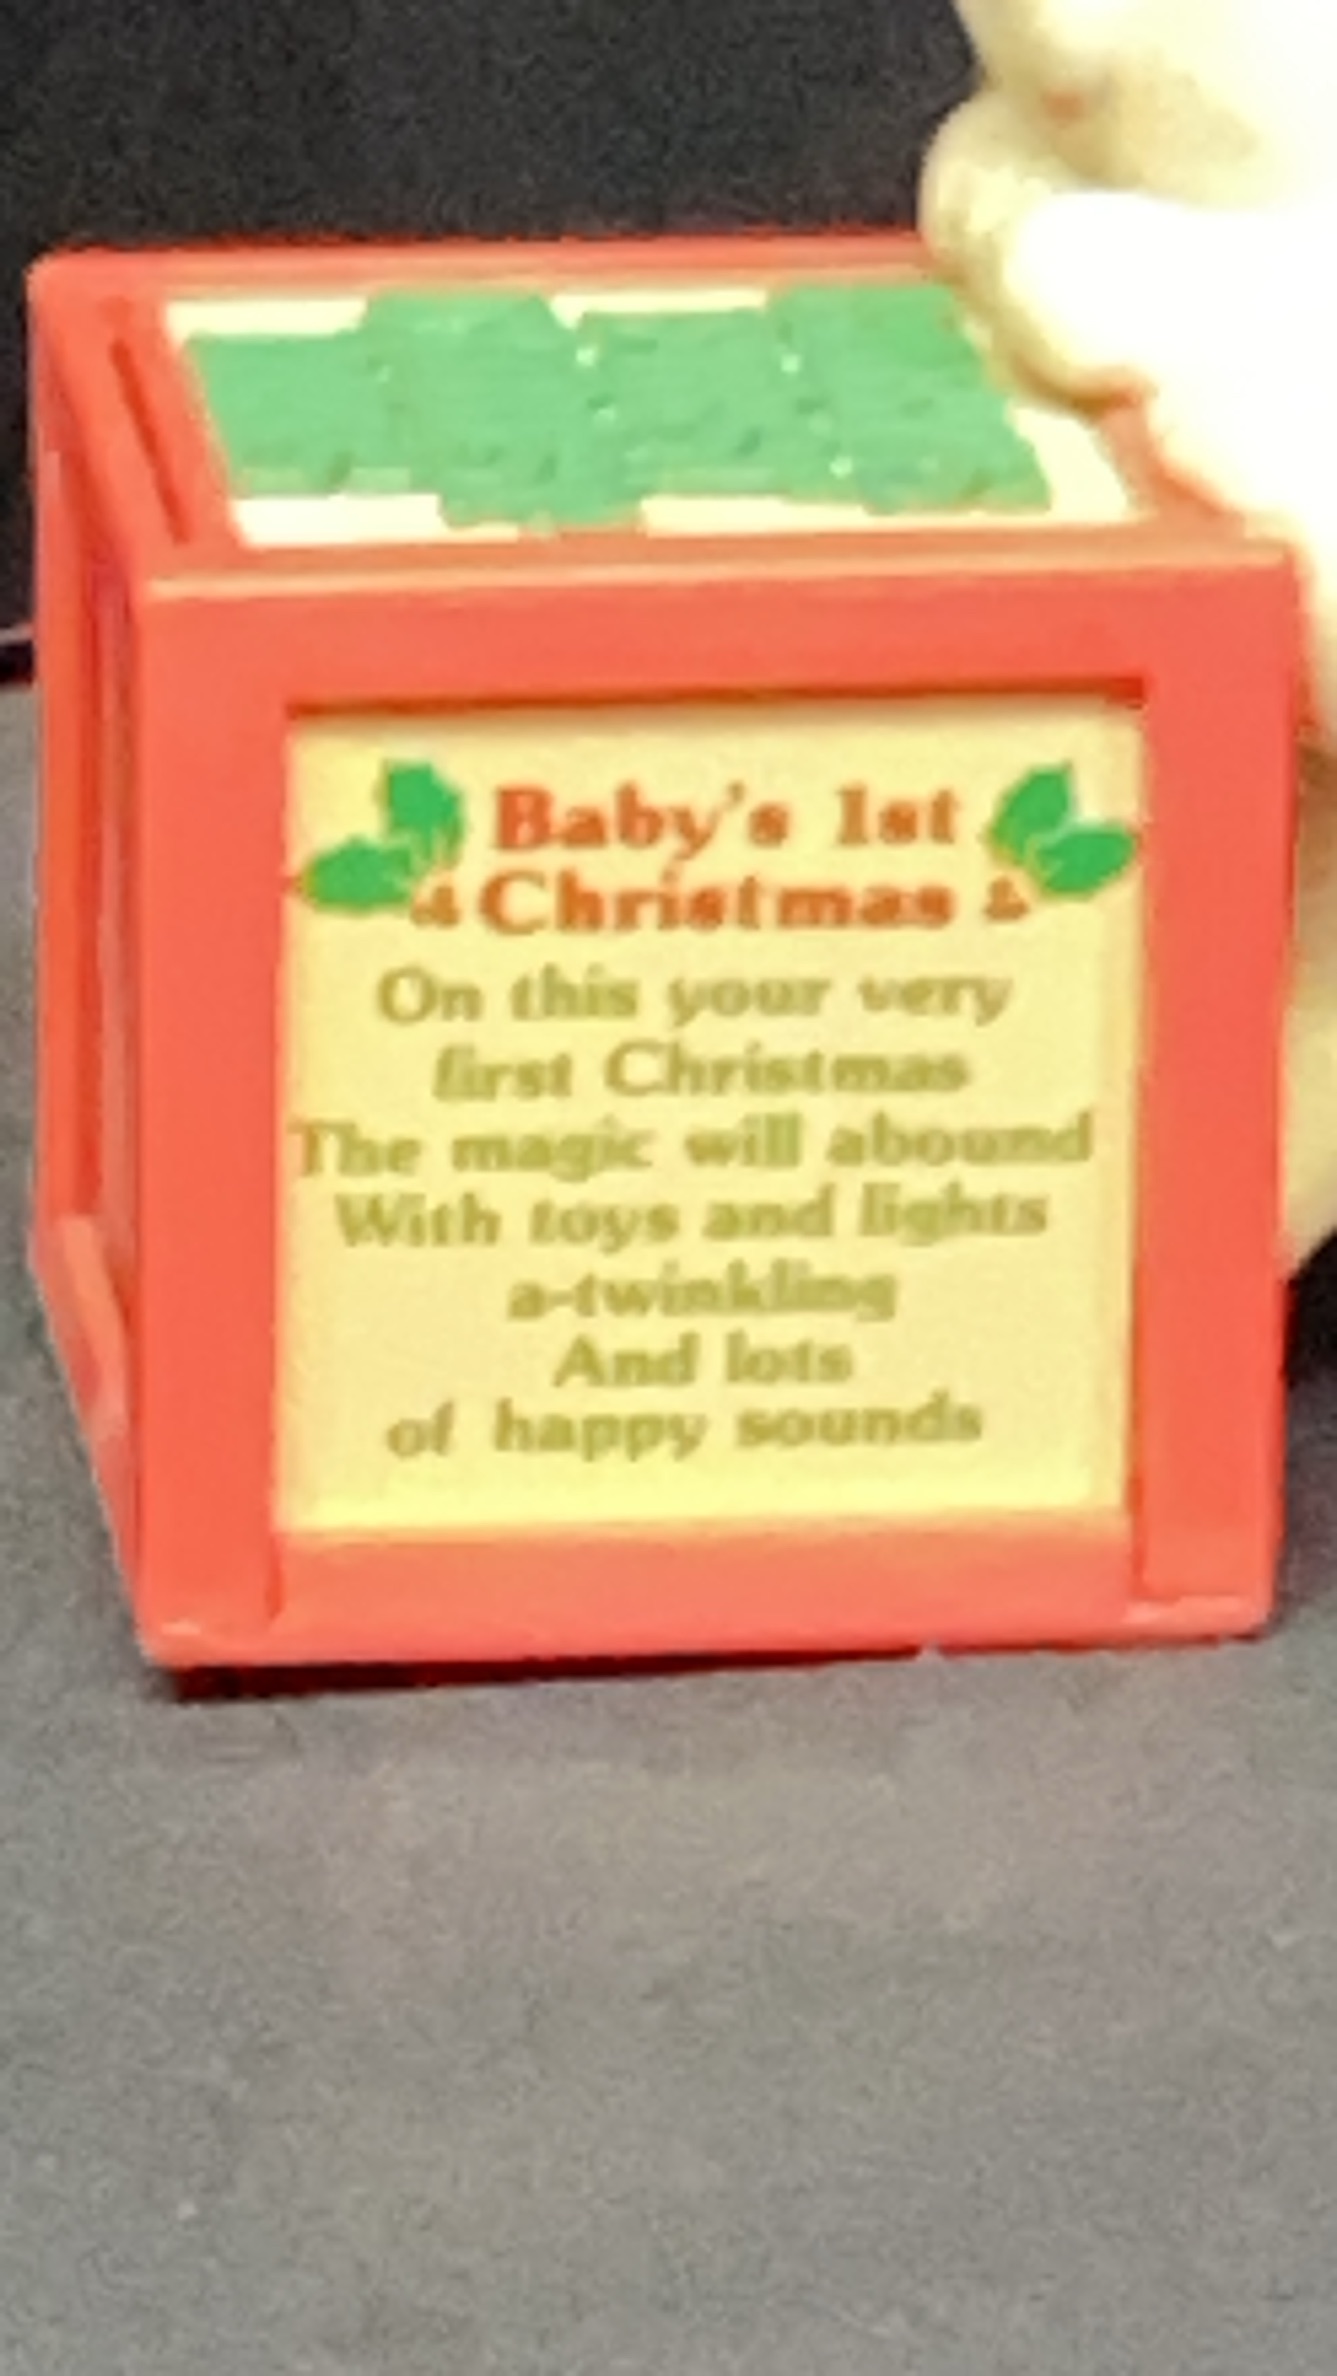 Baby's 1st
Christmas
On this your very
first Christmas
The magic will abound
With toys and lights
a-twinkling
And lots
of happy sounds